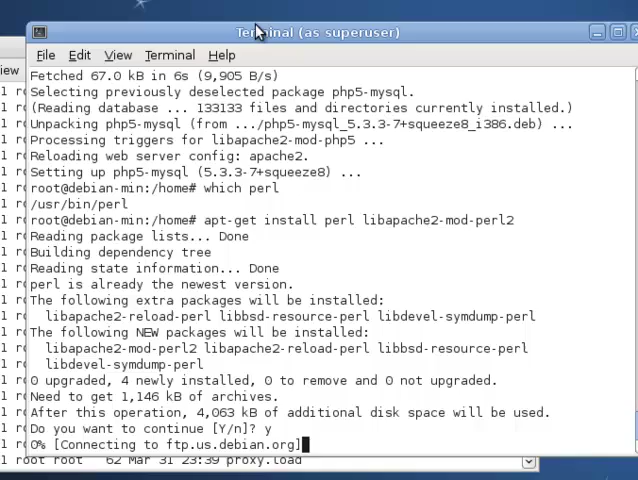 Terminal (as superuser)
File Edit View Terminal Help
iew
Fetched 67.0 kB in 6s (9,905 B/s)
Selecting previously deselected package php5-mysql.
(Reading database ... 133133 files and directories currently installed.)
Unpacking php5-mysql (from .../php5-mysql_5.3.3-7+squeeze8_i386.deb) ...
Processing triggers for libapache2-mod-php5 ...
Reloading web server config: apache2.
Setting up php5-mysql (5.3.3-7+squeeze8) ...
root@debian-min:/home# which perl
/usr/bin/perl
root@debian-min:/home# apt-get install perl libapache2-mod-perl2
Reading package lists... Done
Building dependency tree
Reading state information... Done
perl is already the newest version.
The following extra packages will be installed:
libapache2-reload-perl libbsd-resource-perl libdevel-symdump-perl
The following NEW packages will be installed:
libapache2-mod-perl2 libapache2-reload-perl libbsd-resource-perl
libdevel-symdump-perl
0 upgraded, 4 newly installed, 0 to remove and 0 not upgraded.
Need to get 1,146 kB of archives.
After this operation, 4,063 kB of additional disk space will be used.
Do you want to continue [Y/n]? y
0% [Connecting to ftp.us.debian.org]
root root 62 Mar 31 23:39 proxy.load